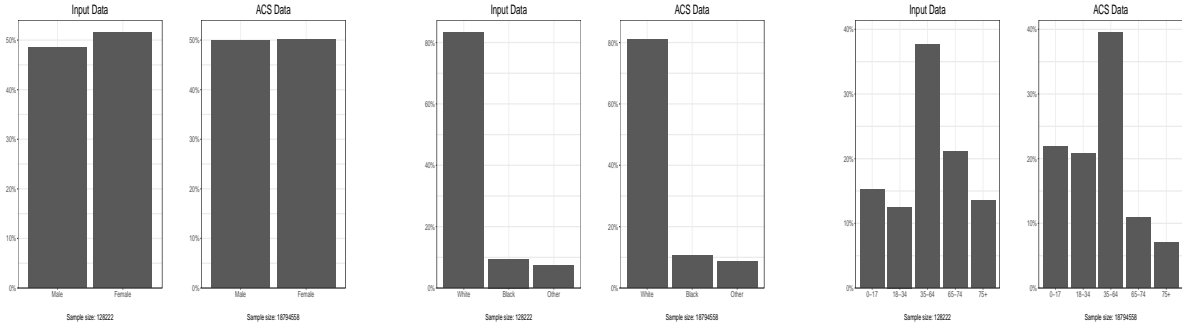 Input Data
50%
40%
30%
20%
10%
0%
Male Female
Sample size: 128222
ACS Data
50%
40%
30%
20%
10%
0%
Male Female
Sample size: 18794558
Input Data
80%
60%
40%
20%
0%
White Black Other
Sample size: 128222
ACS Data
80%
60%
40%
20%
0%
White Black Other
Sample size: 18794558
Input Data
40%
30%
20%
10%
0%
0–17 18–34 35–64 65–74 75+
Sample size: 128222
ACS Data
40%
30%
20%
10%
0%
0–17 18–34 35–64 65–74 75+
Sample size: 18794558